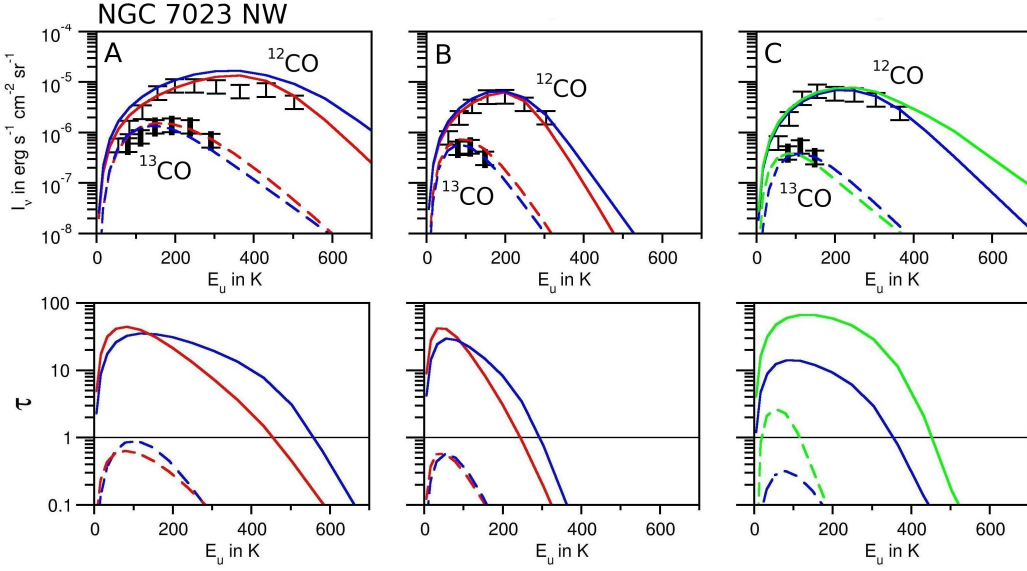 NGC 7023 NW
I_ν in erg s⁻¹ cm⁻² sr⁻¹
10⁻⁴
10⁻⁵
10⁻⁶
10⁻⁷
10⁻⁸
A
¹²CO
¹³CO
0 200 400 600
E_u in K
B
¹²CO
¹³CO
0 200 400 600
E_u in K
C
¹²CO
¹³CO
0 200 400 600
E_u in K
τ
100
10
1
0.1
0 200 400 600
E_u in K
0 200 400 600
E_u in K
0 200 400 600
E_u in K